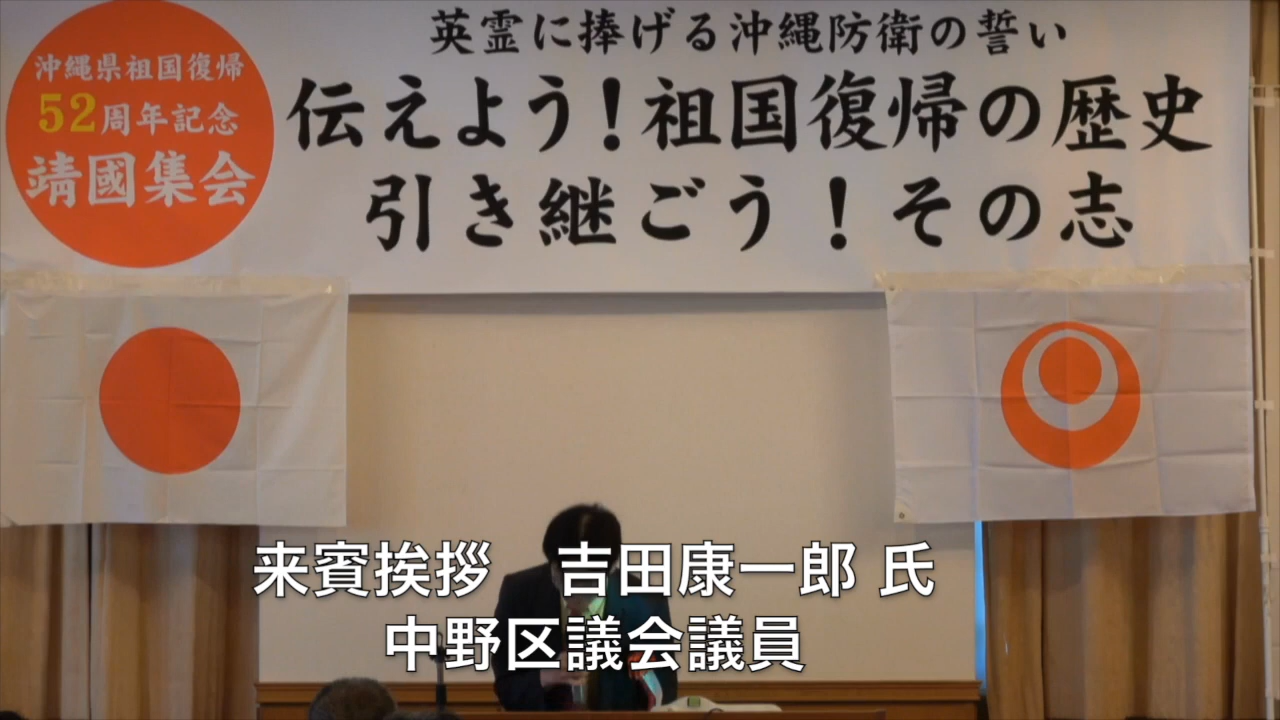 沖縄県祖国復帰
52周年記念
靖國集会
英霊に捧げる沖縄防衛の誓い
伝えよう！祖国復帰の歴史
引き継ごう！その志
来賓挨拶　吉田康一郎 氏
中野区議会議員